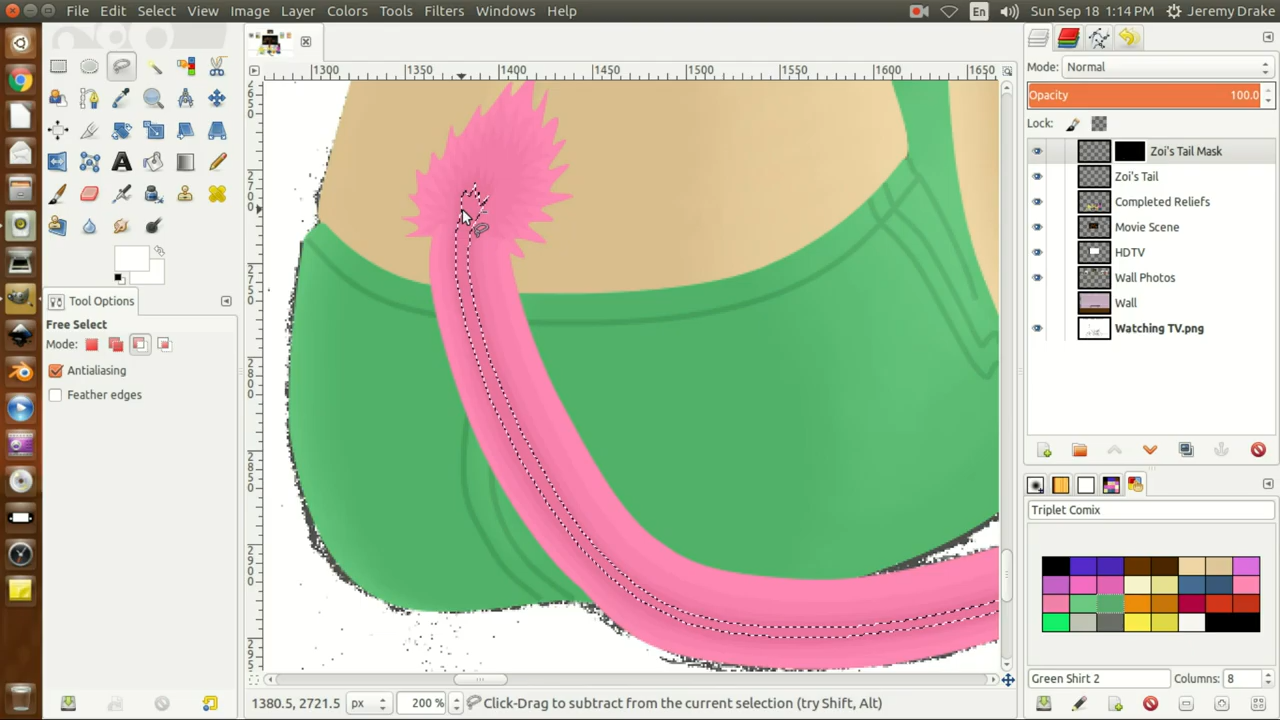 File Edit Select View Image Layer Colors Tools Filters Windows Help
En Sun Sep 18 1:14 PM Jeremy Drake
1300 1350 1400 1450 1500 1550 1600 1650
Mode: Normal
Opacity 100.0
Lock:
Zoi's Tail Mask
Zoi's Tail
Completed Reliefs
Movie Scene
HDTV
Wall Photos
Wall
Watching TV.png
Tool Options
Free Select
Mode:
Antialiasing
Feather edges
Triplet Comix
Green Shirt 2 Columns: 8
1380.5, 2721.5 px 200 % Click-Drag to subtract from the current selection (try Shift, Alt)